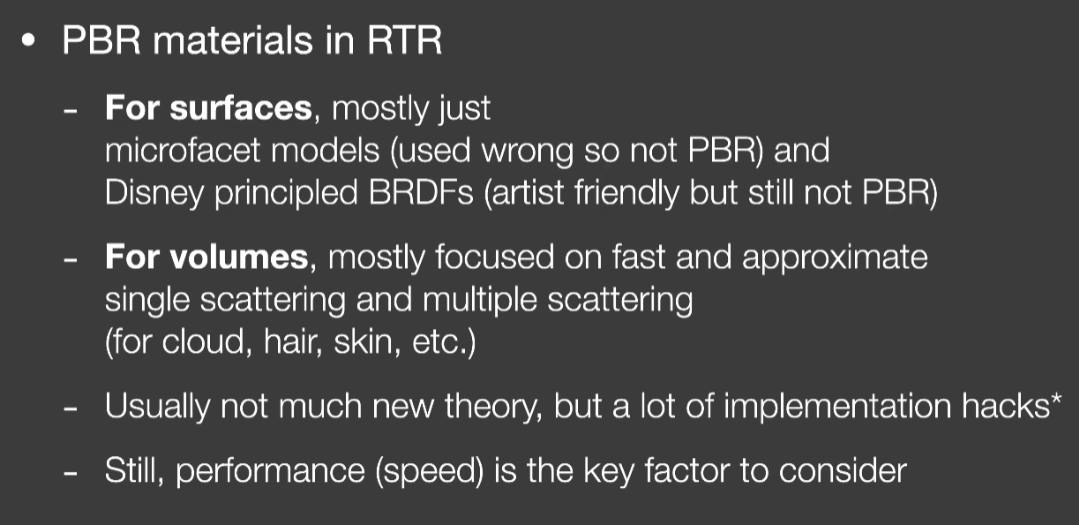 • PBR materials in RTR
- For surfaces, mostly just
microfacet models (used wrong so not PBR) and
Disney principled BRDFs (artist friendly but still not PBR)
- For volumes, mostly focused on fast and approximate
single scattering and multiple scattering
(for cloud, hair, skin, etc.)
- Usually not much new theory, but a lot of implementation hacks*
- Still, performance (speed) is the key factor to consider